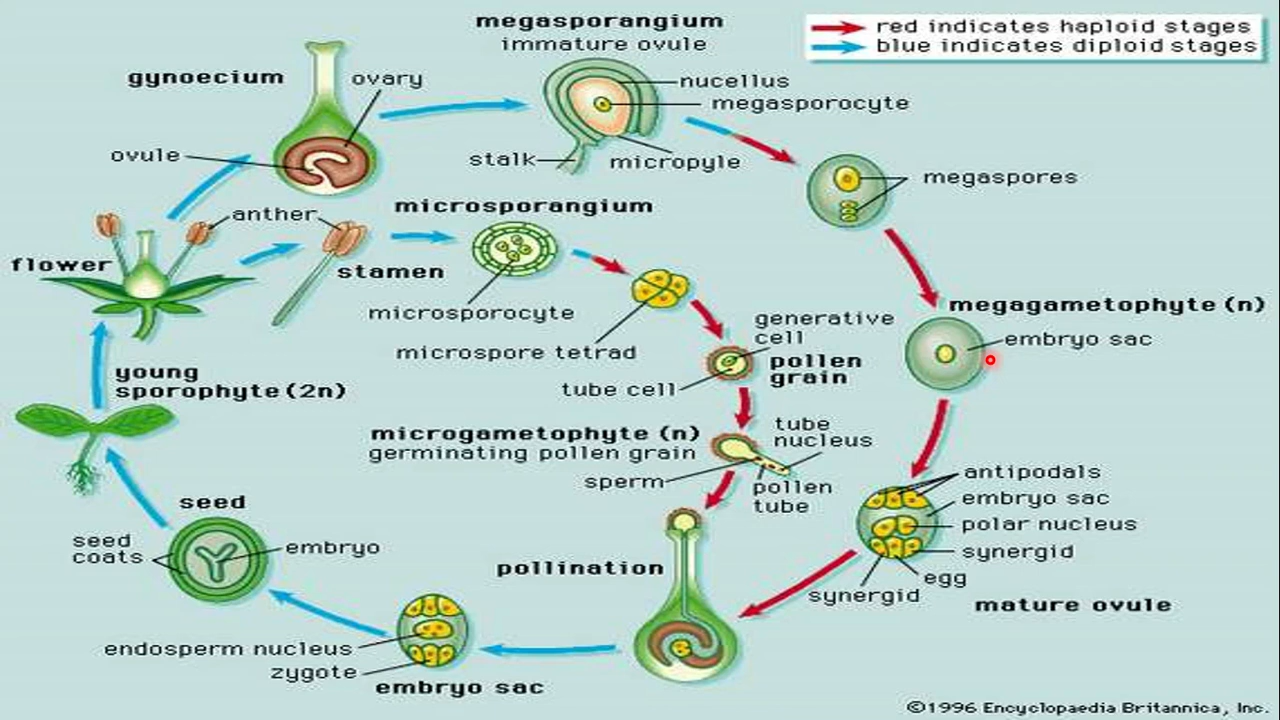 megasporangium
immature ovule
red indicates haploid stages
blue indicates diploid stages
gynoecium
ovary
nucellus
megasporocyte
ovule
stalk
micropyle
megaspores
anther
microsporangium
flower
stamen
microsporocyte
megagametophyte (n)
embryo sac
generative
cell
microspore tetrad
pollen
grain
tube cell
young
sporophyte (2n)
tube
nucleus
microgametophyte (n)
germinating pollen grain
sperm
pollen
tube
antipodals
embryo sac
polar nucleus
synergid
egg
synergid
mature ovule
seed
seed
coats
embryo
pollination
endosperm nucleus
zygote
embryo sac
©1996 Encyclopaedia Britannica, Inc.